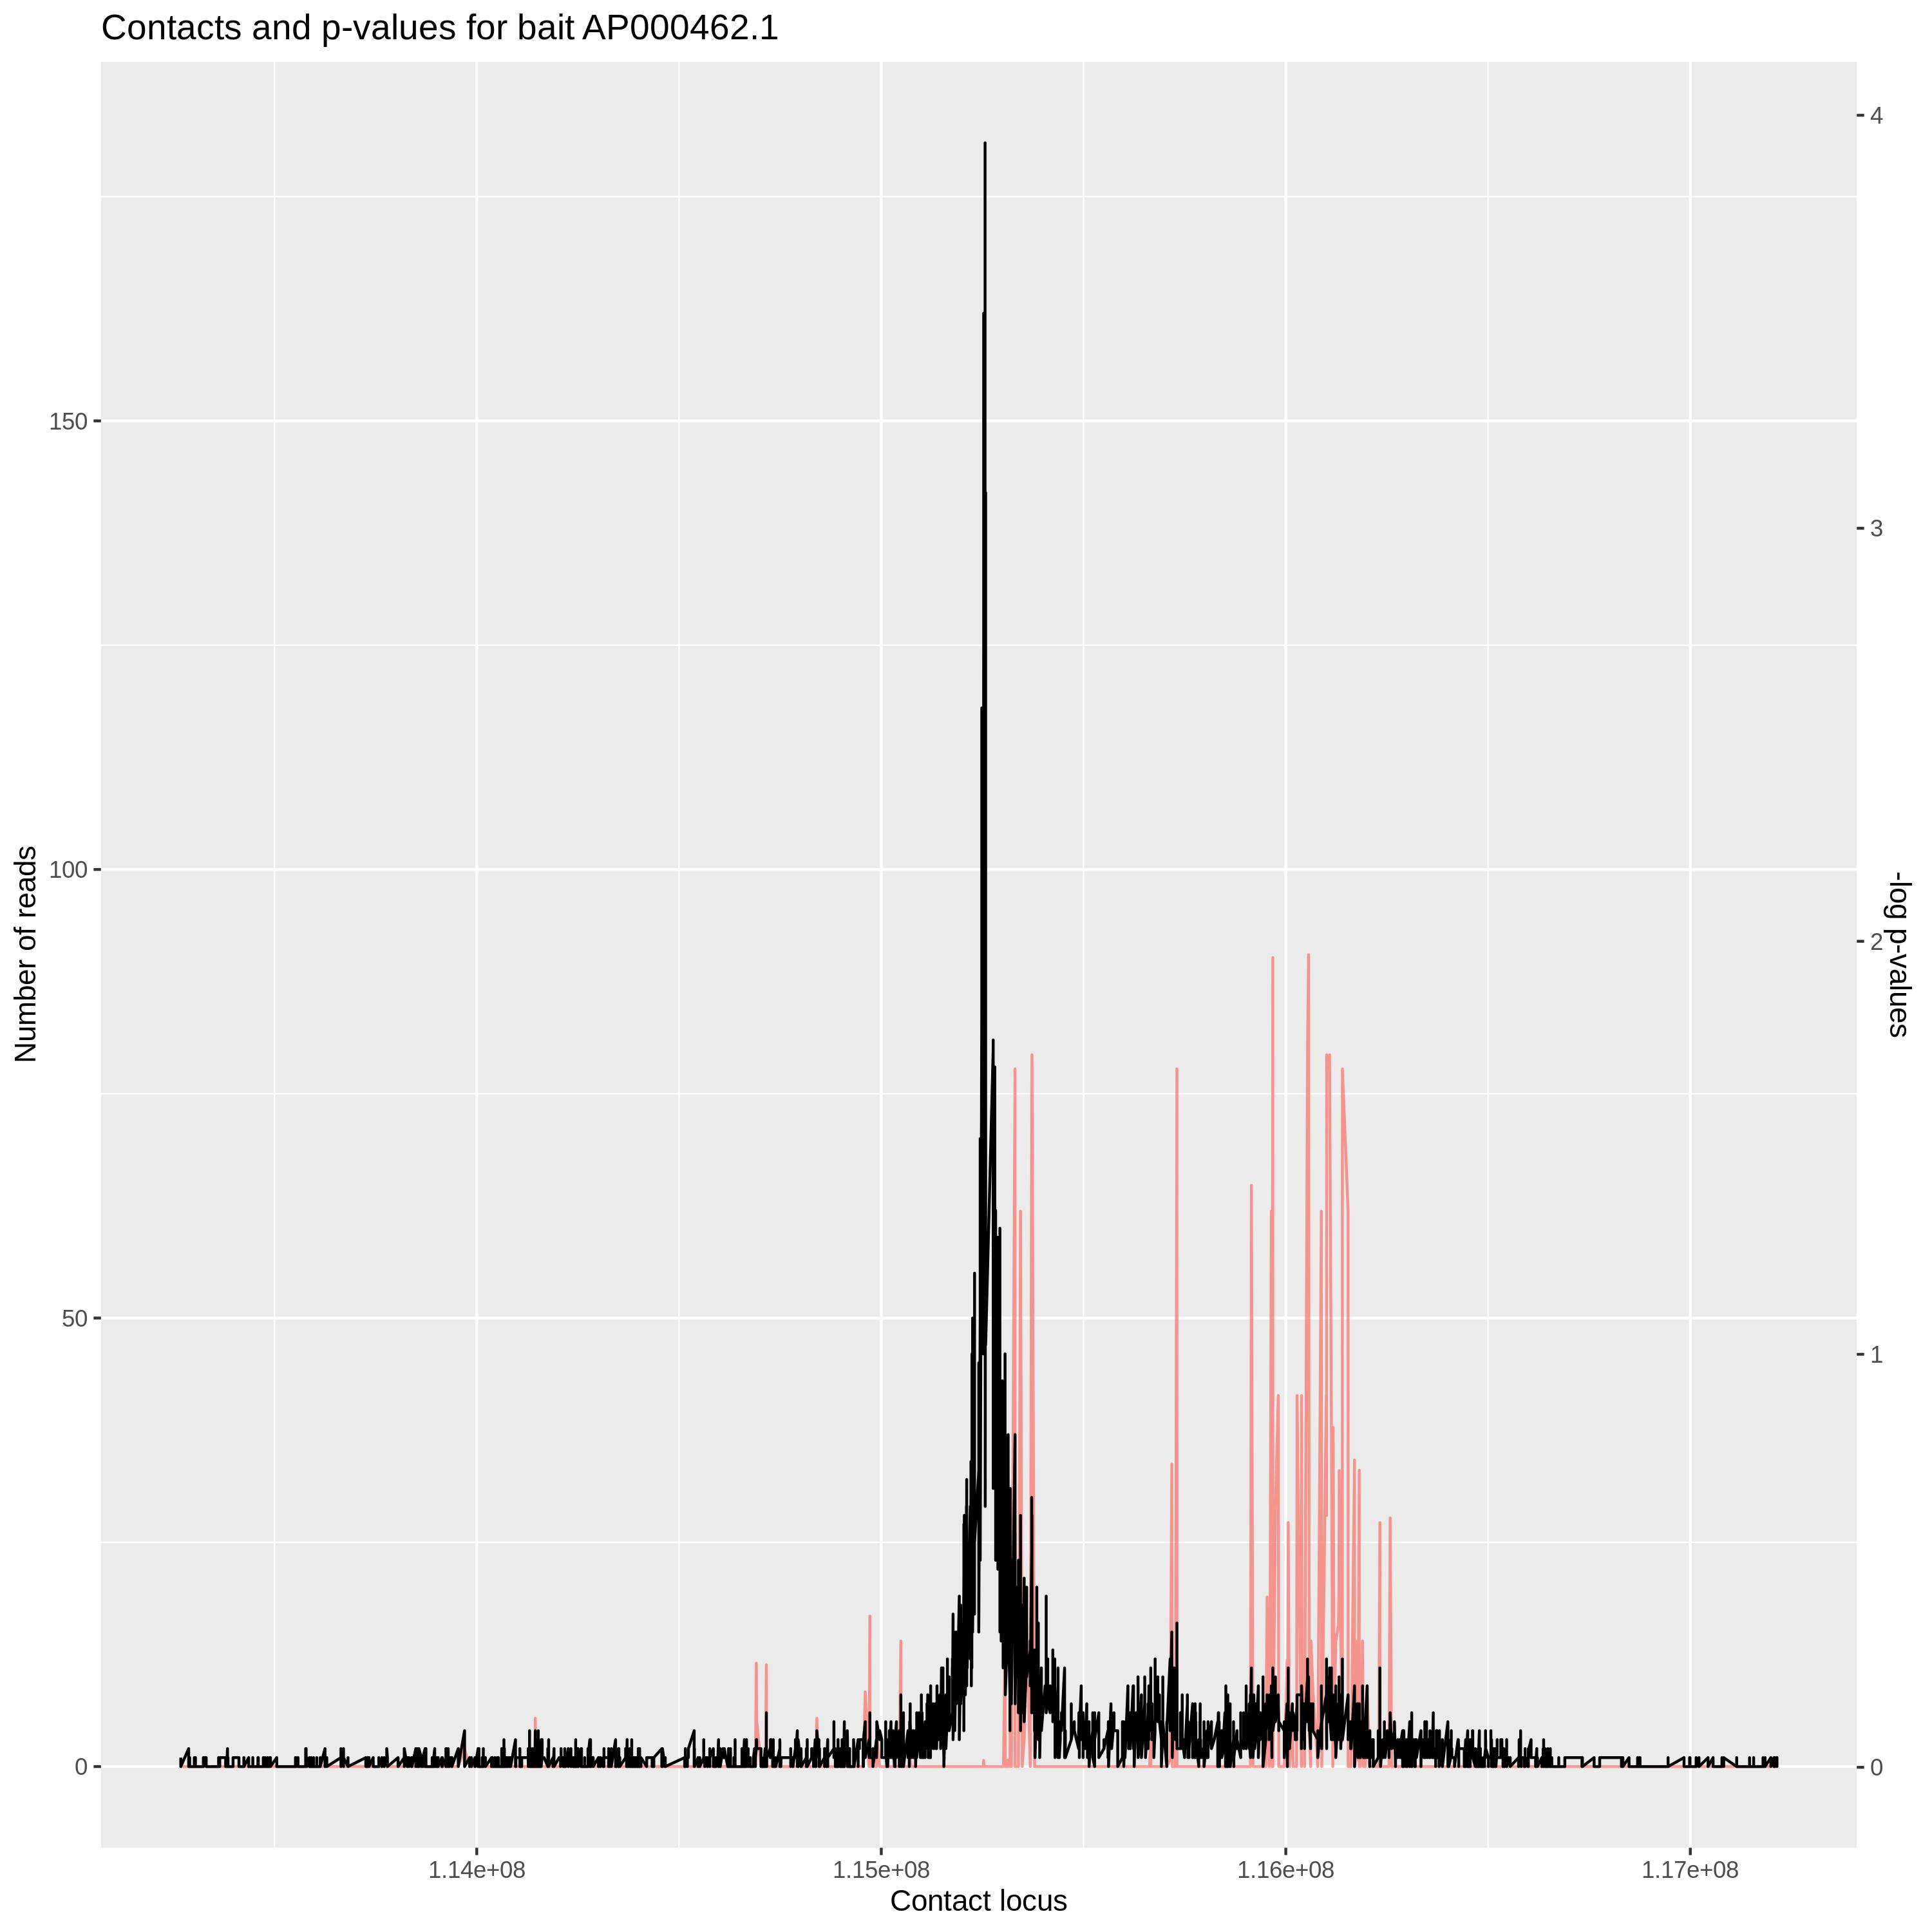 Contacts and p-values for bait AP000462.1
Number of reads
150
100
50
0
4
3
2
1
0
-log p-values
1.14e+08
1.15e+08
1.16e+08
1.17e+08
Contact locus